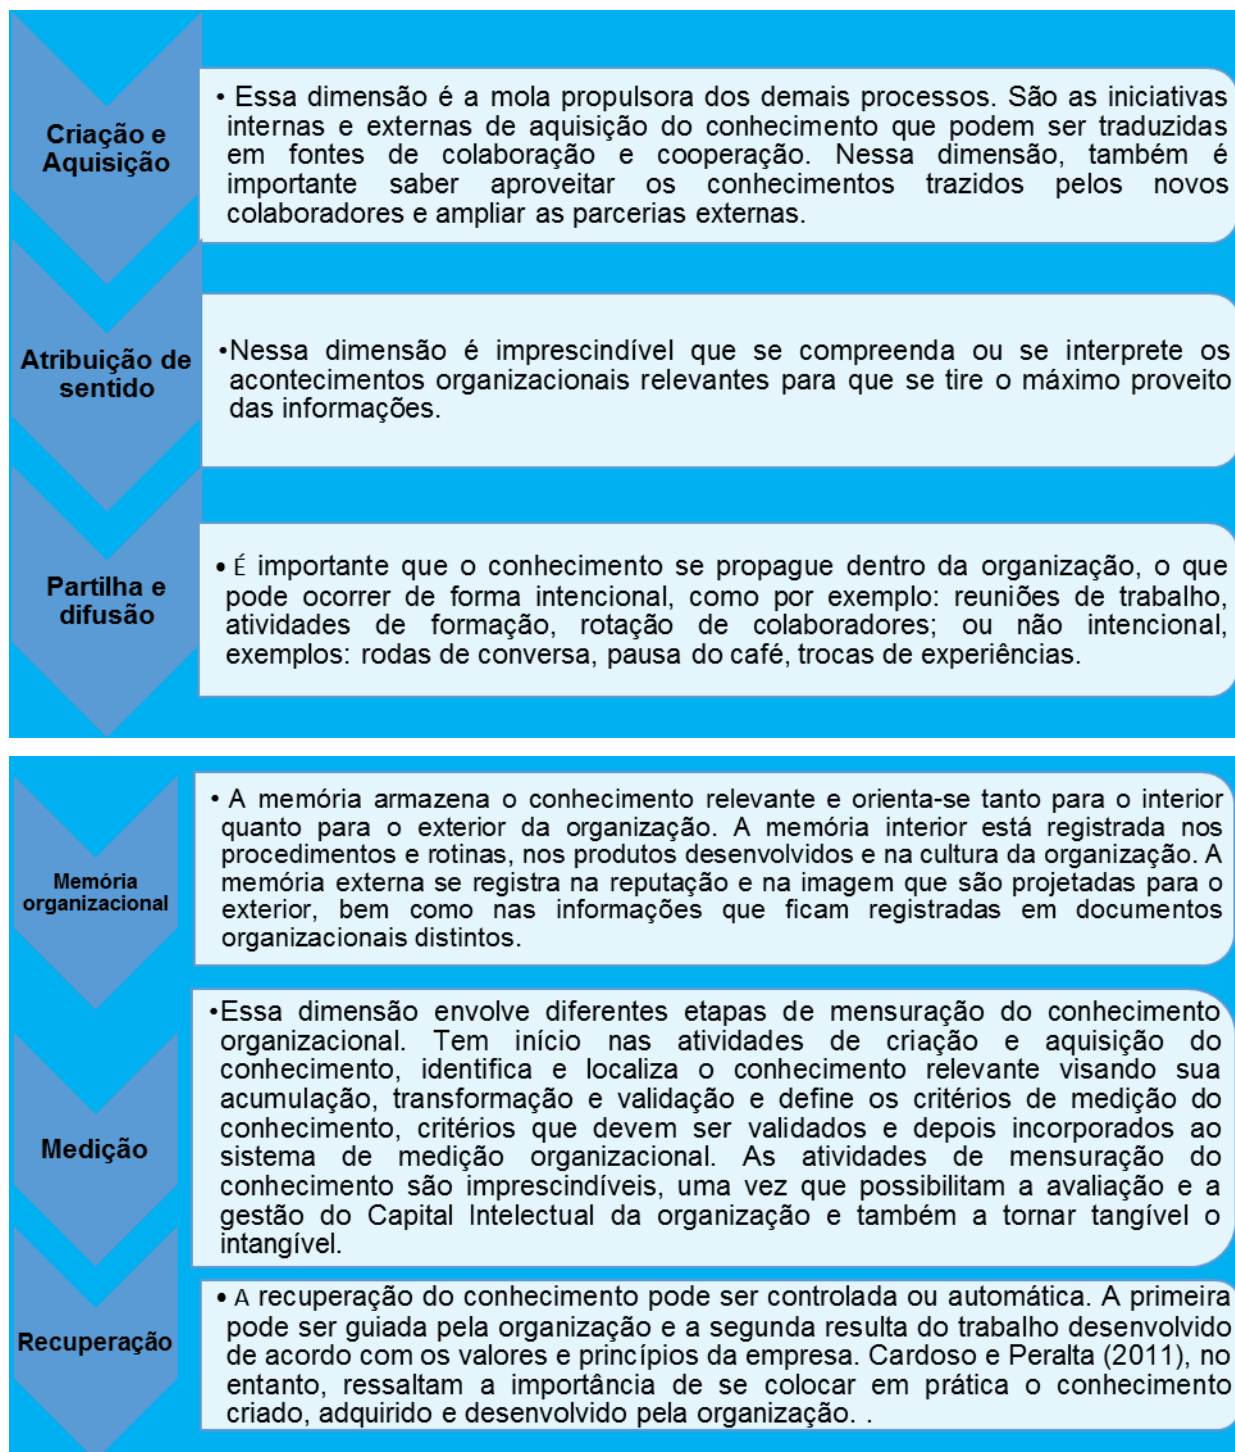 Criação e
Aquisição
• Essa dimensão é a mola propulsora dos demais processos. São as iniciativas
internas e externas de aquisição do conhecimento que podem ser traduzidas
em fontes de colaboração e cooperação. Nessa dimensão, também é
importante saber aproveitar os conhecimentos trazidos pelos novos
colaboradores e ampliar as parcerias externas.
Atribuição de
sentido
•Nessa dimensão é imprescindível que se compreenda ou se interprete os
acontecimentos organizacionais relevantes para que se tire o máximo proveito
das informações.
Partilha e
difusão
• É importante que o conhecimento se propague dentro da organização, o que
pode ocorrer de forma intencional, como por exemplo: reuniões de trabalho,
atividades de formação, rotação de colaboradores; ou não intencional,
exemplos: rodas de conversa, pausa do café, trocas de experiências.
Memória
organizacional
• A memória armazena o conhecimento relevante e orienta-se tanto para o interior
quanto para o exterior da organização. A memória interior está registrada nos
procedimentos e rotinas, nos produtos desenvolvidos e na cultura da organização. A
memória externa se registra na reputação e na imagem que são projetadas para o
exterior, bem como nas informações que ficam registradas em documentos
organizacionais distintos.
Medição
•Essa dimensão envolve diferentes etapas de mensuração do conhecimento
organizacional. Tem início nas atividades de criação e aquisição do
conhecimento, identifica e localiza o conhecimento relevante visando sua
acumulação, transformação e validação e define os critérios de medição do
conhecimento, critérios que devem ser validados e depois incorporados ao
sistema de medição organizacional. As atividades de mensuração do
conhecimento são imprescindíveis, uma vez que possibilitam a avaliação e a
gestão do Capital Intelectual da organização e também a tornar tangível o
intangível.
Recuperação
• A recuperação do conhecimento pode ser controlada ou automática. A primeira
pode ser guiada pela organização e a segunda resulta do trabalho desenvolvido
de acordo com os valores e princípios da empresa. Cardoso e Peralta (2011), no
entanto, ressaltam a importância de se colocar em prática o conhecimento
criado, adquirido e desenvolvido pela organização. .